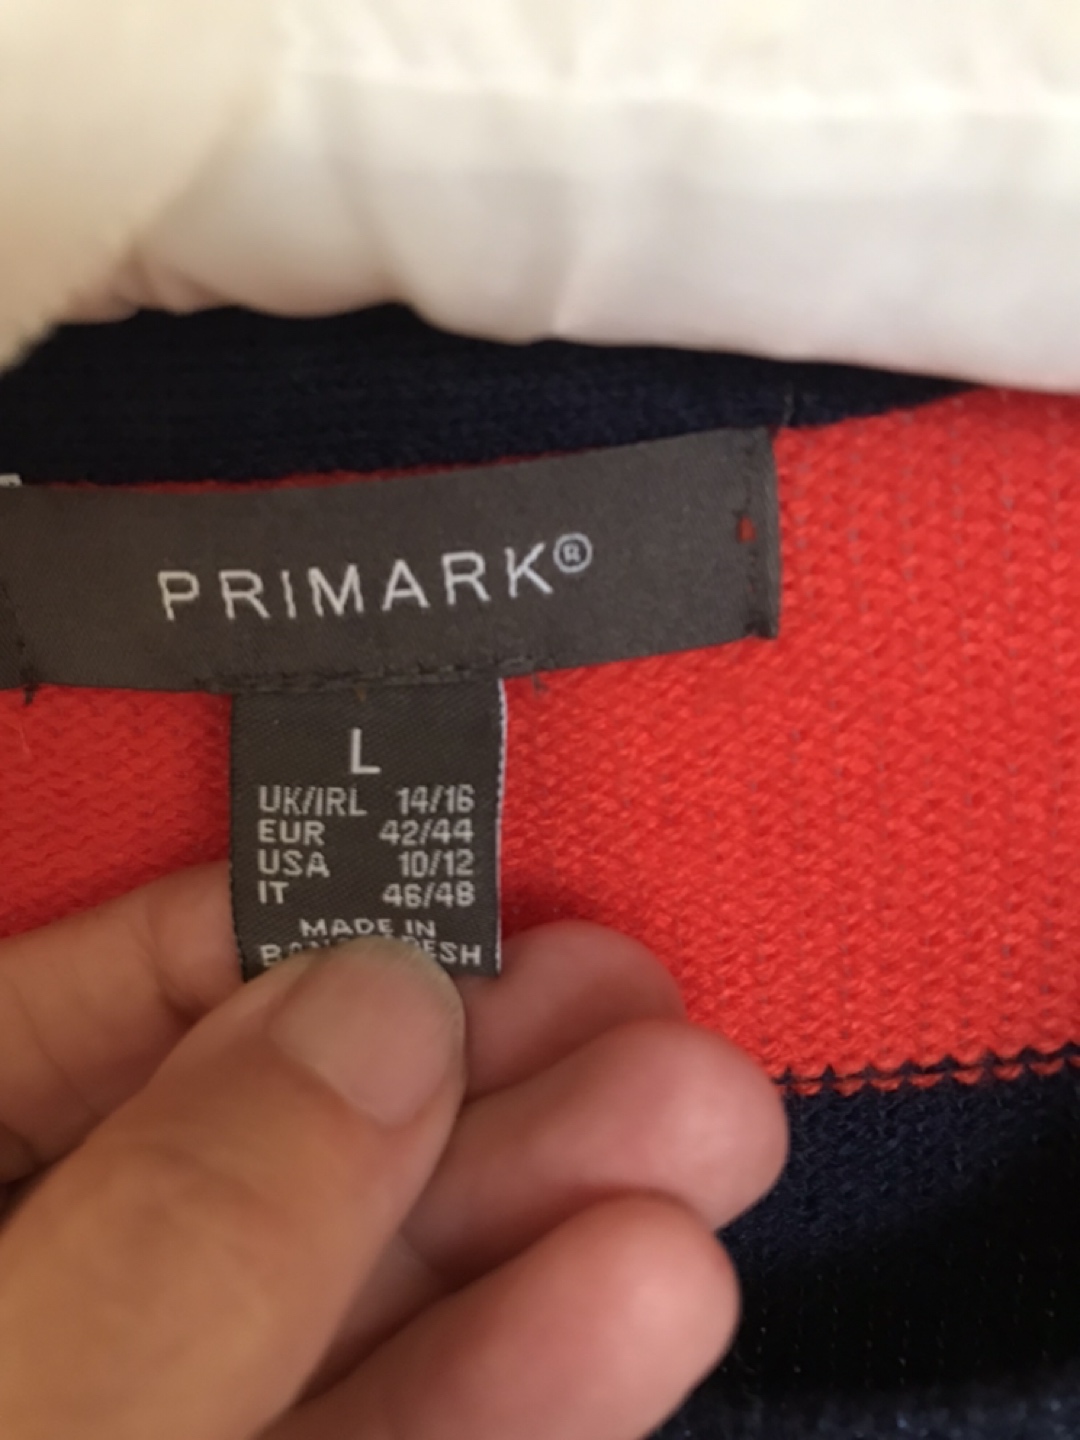 PRIMARK®
L
UK/IRL 14/16
EUR 42/44
USA 10/12
IT 46/48
MADE IN